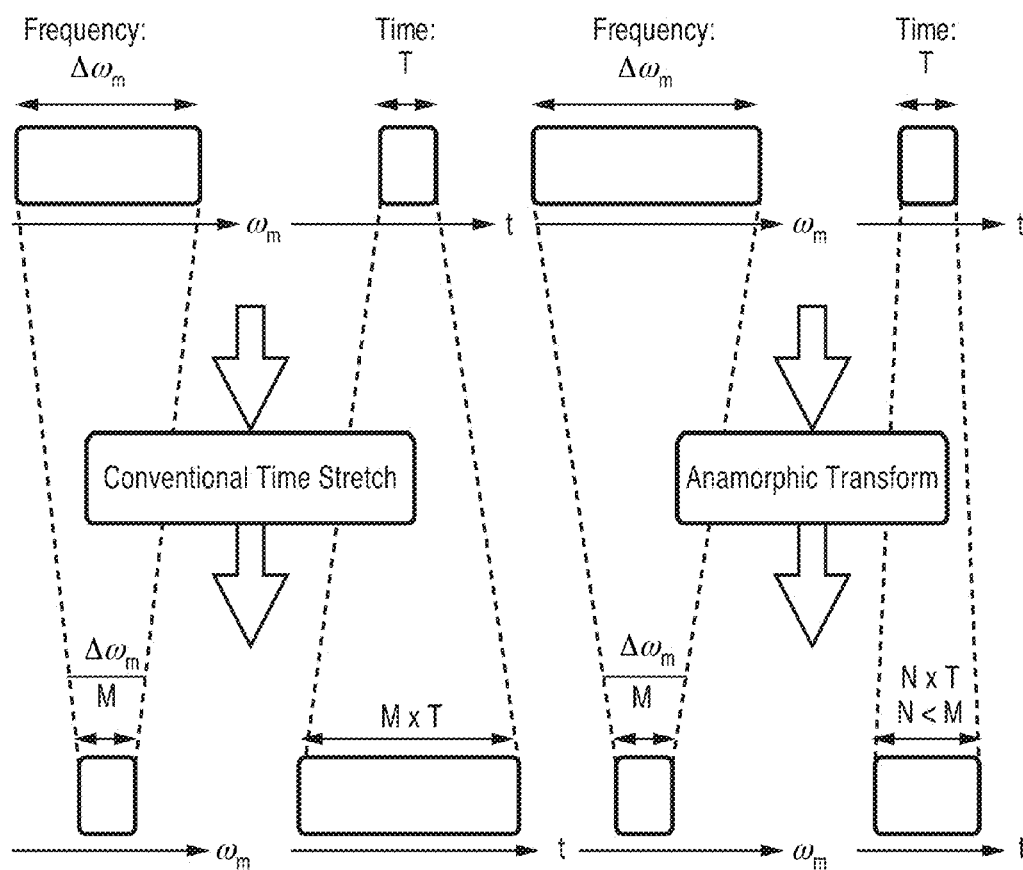 Frequency:
Δω_m
Time:
T
Frequency:
Δω_m
Time:
T
ω_m
t
ω_m
t
Conventional Time Stretch
Anamorphic Transform
Δω_m
M
M x T
Δω_m
M
N x T
N < M
ω_m
t
ω_m
t